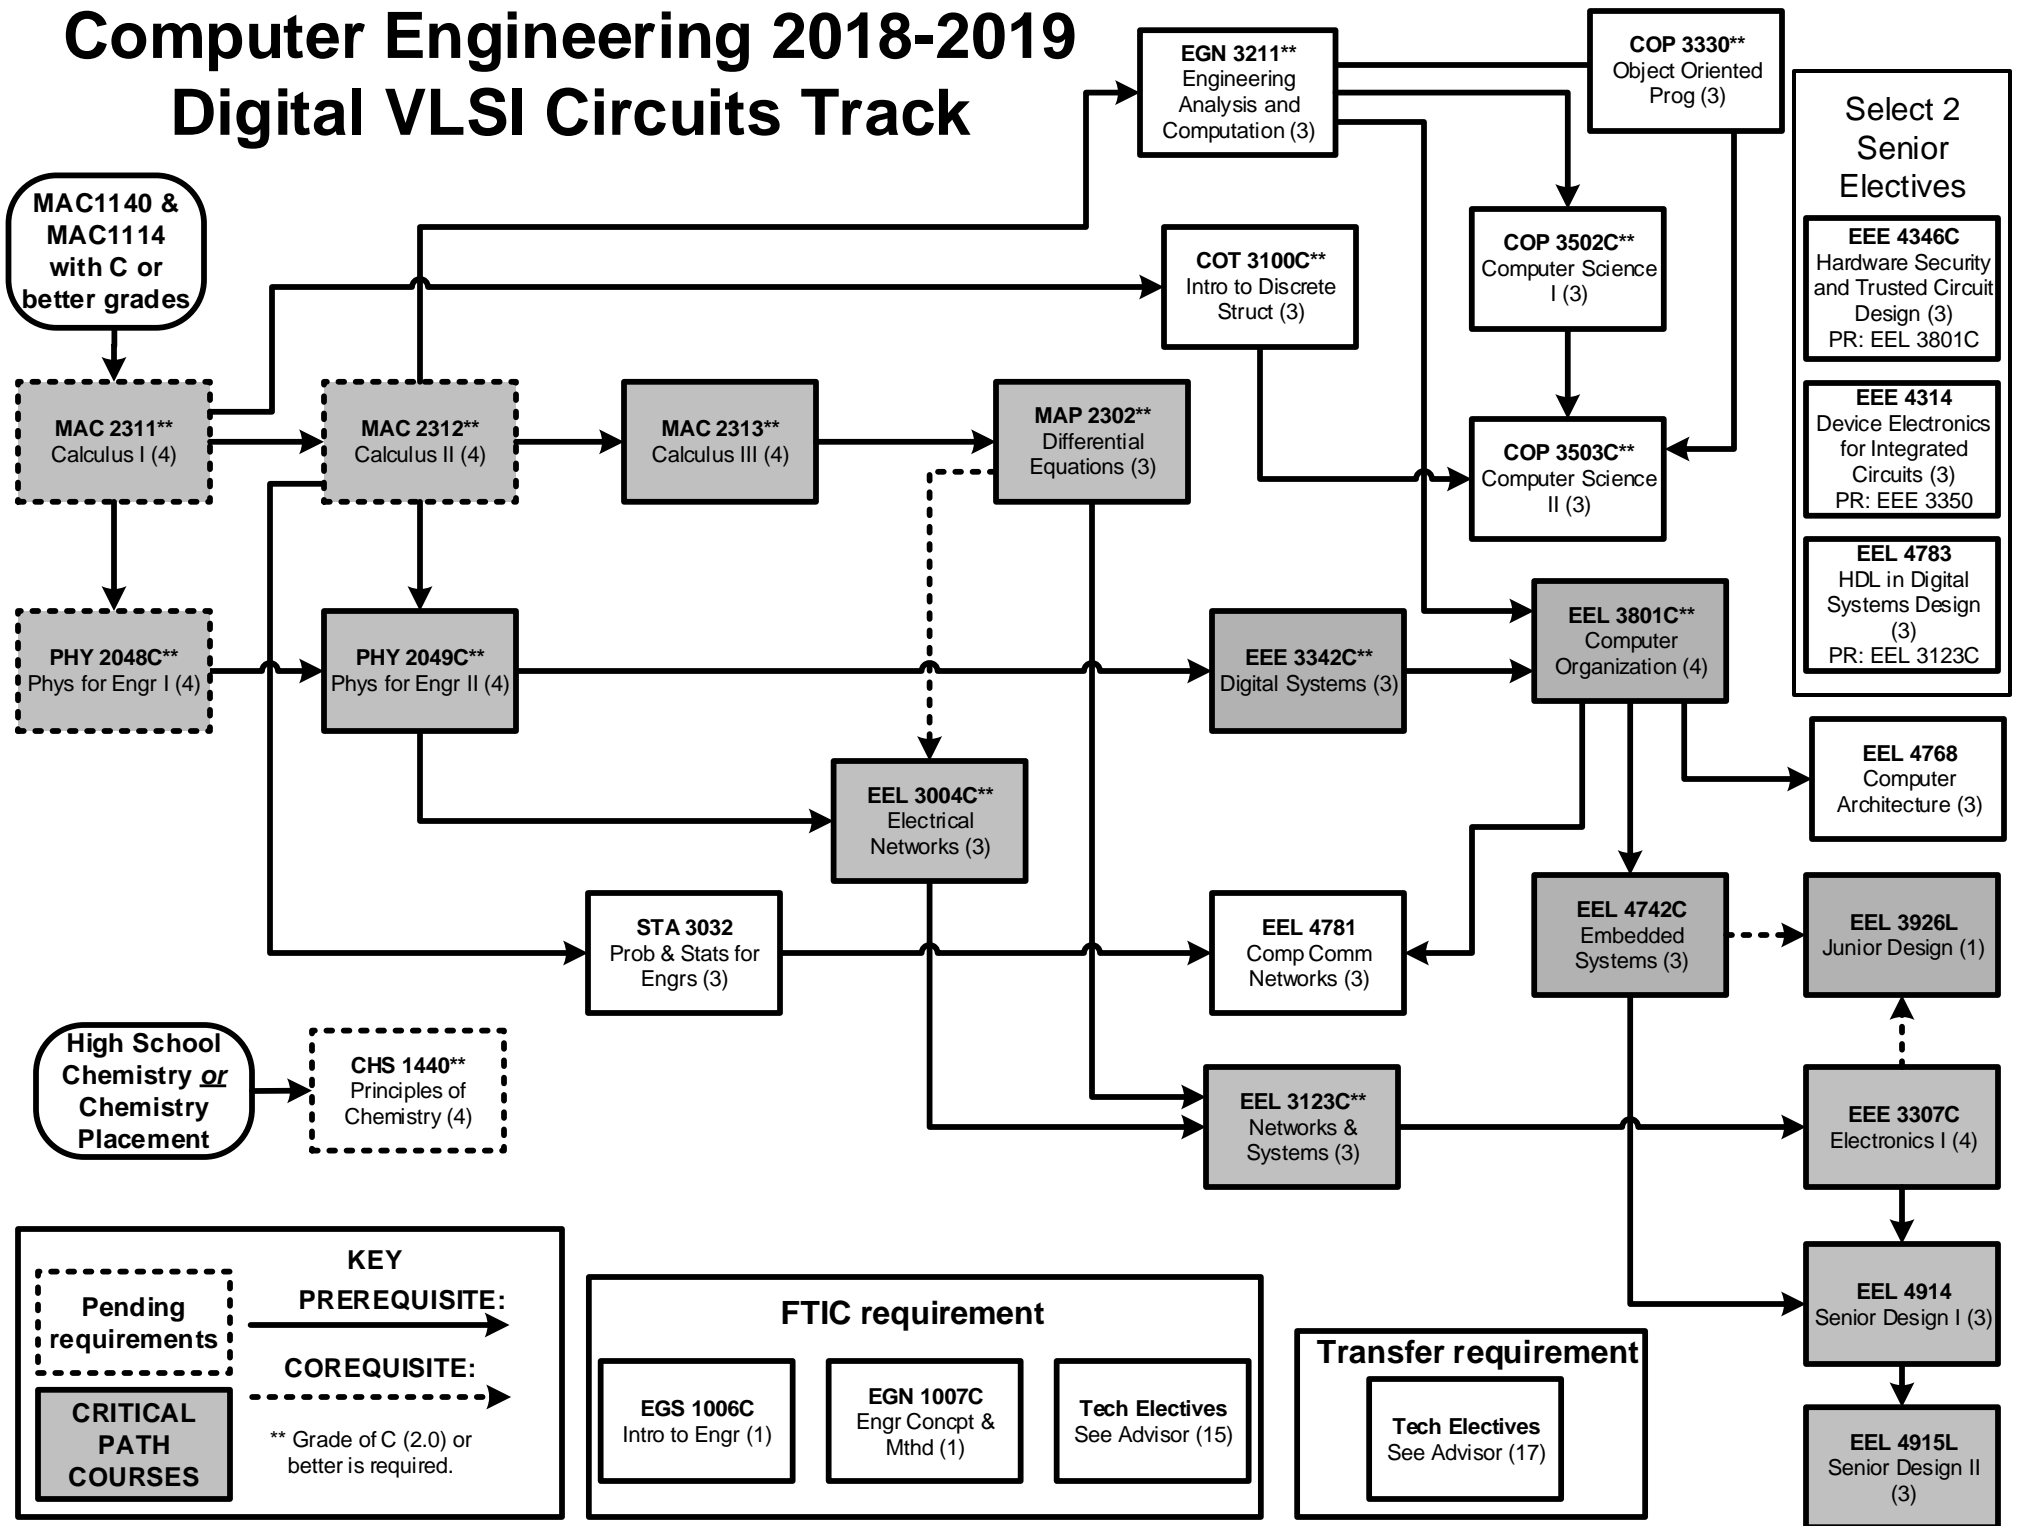 Computer Engineering 2018-2019
Digital VLSI Circuits Track
EGN 3211**
Engineering
Analysis and
Computation (3)
COP 3330**
Object Oriented
Prog (3)
Select 2
Senior
Electives
EEE 4346C
Hardware Security
and Trusted Circuit
Design (3)
PR: EEL 3801C
EEE 4314
Device Electronics
for Integrated
Circuits (3)
PR: EEE 3350
EEL 4783
HDL in Digital
Systems Design
(3)
PR: EEL 3123C
MAC1140 &
MAC1114
with C or
better grades
COT 3100C**
Intro to Discrete
Struct (3)
COP 3502C**
Computer Science
I (3)
MAC 2311**
Calculus I (4)
MAC 2312**
Calculus II (4)
MAC 2313**
Calculus III (4)
MAP 2302**
Differential
Equations (3)
COP 3503C**
Computer Science
II (3)
PHY 2048C**
Phys for Engr I (4)
PHY 2049C**
Phys for Engr II (4)
EEE 3342C**
Digital Systems (3)
EEL 3801C**
Computer
Organization (4)
EEL 4768
Computer
Architecture (3)
EEL 3004C**
Electrical
Networks (3)
STA 3032
Prob & Stats for
Engrs (3)
EEL 4781
Comp Comm
Networks (3)
EEL 4742C
Embedded
Systems (3)
EEL 3926L
Junior Design (1)
High School
Chemistry or
Chemistry
Placement
CHS 1440**
Principles of
Chemistry (4)
EEL 3123C**
Networks &
Systems (3)
EEE 3307C
Electronics I (4)
EEL 4914
Senior Design I (3)
EEL 4915L
Senior Design II
(3)
KEY
Pending
requirements
PREREQUISITE:
COREQUISITE:
CRITICAL
PATH
COURSES
** Grade of C (2.0) or
better is required.
FTIC requirement
EGS 1006C
Intro to Engr (1)
EGN 1007C
Engr Concpt &
Mthd (1)
Tech Electives
See Advisor (15)
Transfer requirement
Tech Electives
See Advisor (17)